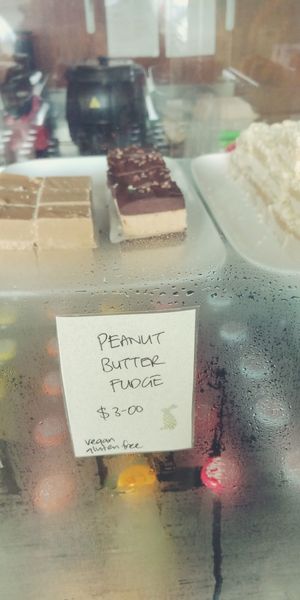 PEANUT
BUTTER
FUDGE
$3-00
vegan
gluten free